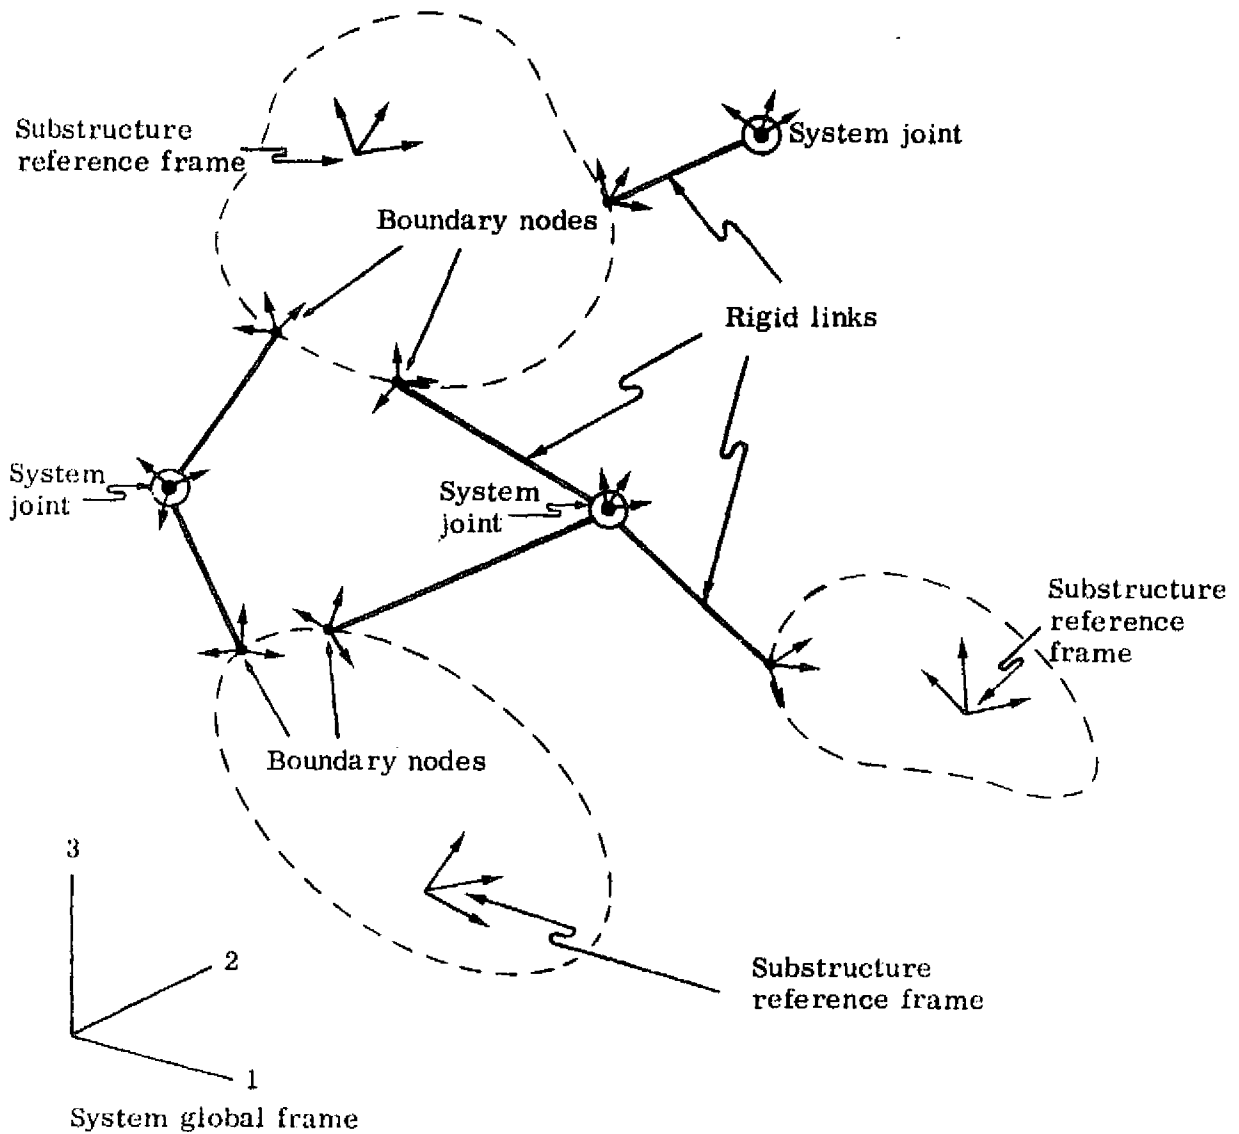 Substructure
reference frame
System joint
Boundary nodes
Rigid links
System
joint
System
joint
Substructure
reference
frame
Boundary nodes
3
2
1
System global frame
Substructure
reference frame